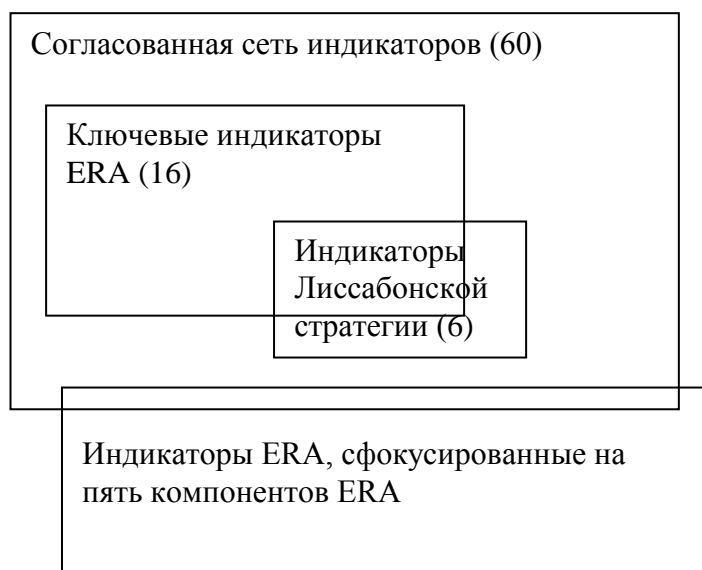 Согласованная сеть индикаторов (60)
Ключевые индикаторы
ERA (16)
Индикаторы
Лиссабонской
стратегии (6)
Индикаторы ERA, сфокусированные на
пять компонентов ERA